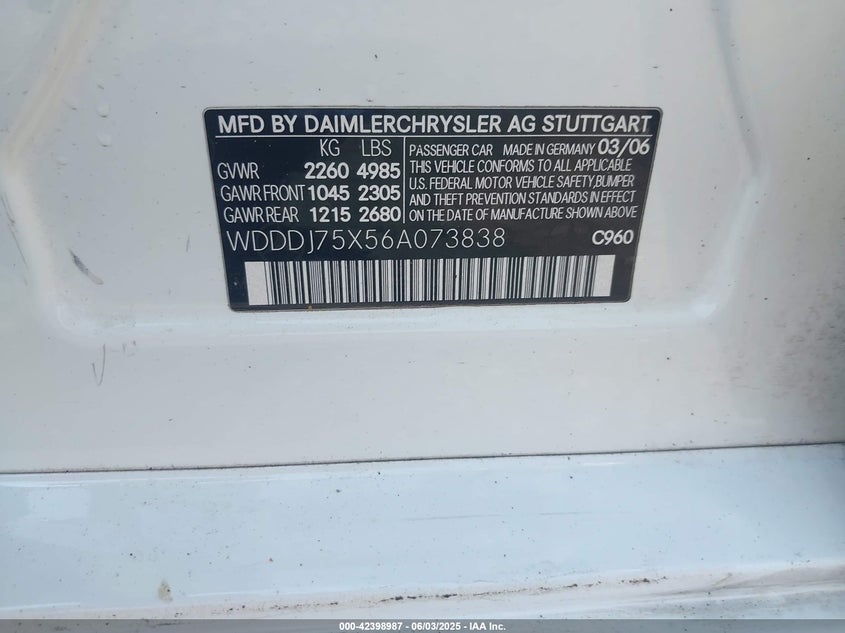 MFD BY DAIMLERCHRYSLER AG STUTTGART
KG LBS
GVWR 2260 4985
GAWR FRONT 1045 2305
GAWR REAR 1215 2680
PASSENGER CAR MADE IN GERMANY 03/06
THIS VEHICLE CONFORMS TO ALL APPLICABLE
U.S. FEDERAL MOTOR VEHICLE SAFETY,BUMPER
AND THEFT PREVENTION STANDARDS IN EFFECT
ON THE DATE OF MANUFACTURE SHOWN ABOVE
WDDDJ75X56A073838 C960
000-42398987 - 06/03/2025 - IAA Inc.